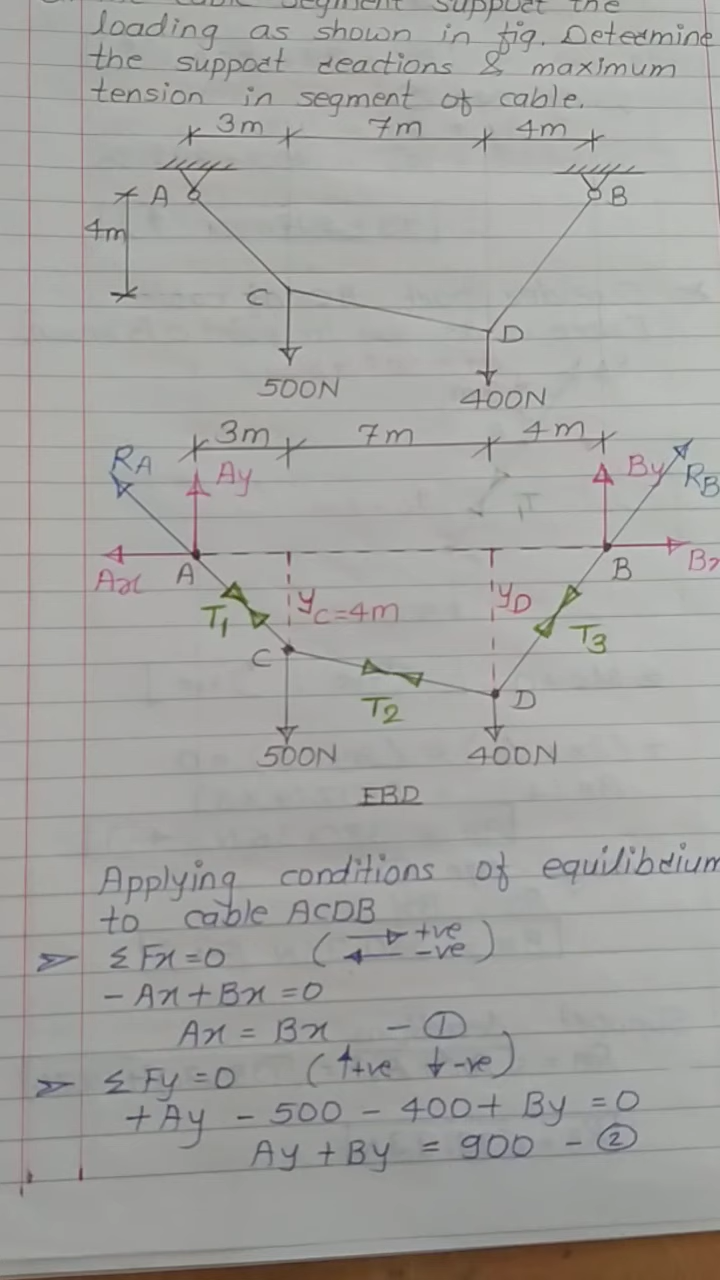 segment support the
loading as shown in fig. Determine
the support reactions & maximum
tension in segment of cable.
3m 7m 4m
A B
4m
C
D
500N
400N
3m 7m 4m
RA Ay By RB
Ax A B
T1 yC=4m yD T3
C
T2 D
500N 400N
FBD
Applying conditions of equilibrium
to cable ACDB
ΣFx=0 (→ +ve ← -ve)
-Ax+Bx=0
Ax = Bx - ①
ΣFy=0 (↑+ve ↓-ve)
+Ay - 500 - 400+ By =0
Ay + By = 900 - ②